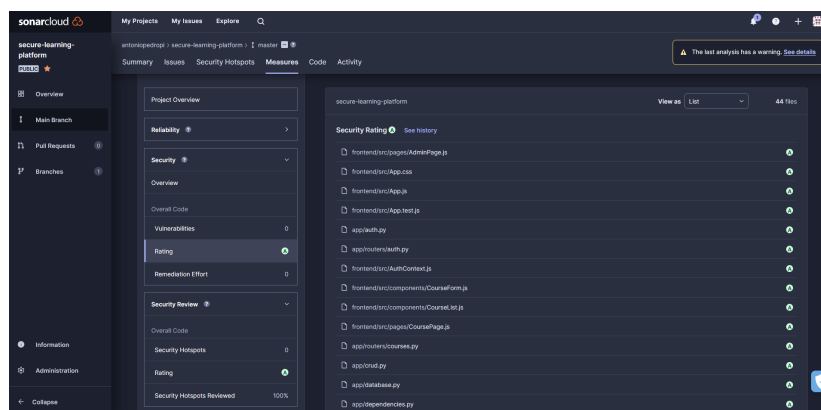 sonarcloud
My Projects My Issues Explore
secure-learning-platform
PUBLIC
antoniopedropi > secure-learning-platform > master
Summary Issues Security Hotspots Measures Code Activity
The last analysis has a warning. See details
Overview
Main Branch
Pull Requests 0
Branches 1
Information
Administration
Collapse
Project Overview
Reliability
Security
Overview
Overall Code
Vulnerabilities 0
Rating A
Remediation Effort 0
Security Review
Overall Code
Security Hotspots 0
Rating A
Security Hotspots Reviewed 100%
secure-learning-platform
View as List 44 files
Security Rating A See history
frontend/src/pages/AdminPage.js A
frontend/src/App.css A
frontend/src/App.js A
frontend/src/App.test.js A
app/auth.py A
app/routers/auth.py A
frontend/src/AuthContext.js A
frontend/src/components/CourseForm.js A
frontend/src/components/CourseList.js A
frontend/src/pages/CoursePage.js A
app/routers/courses.py A
app/crud.py A
app/database.py A
app/dependencies.py A